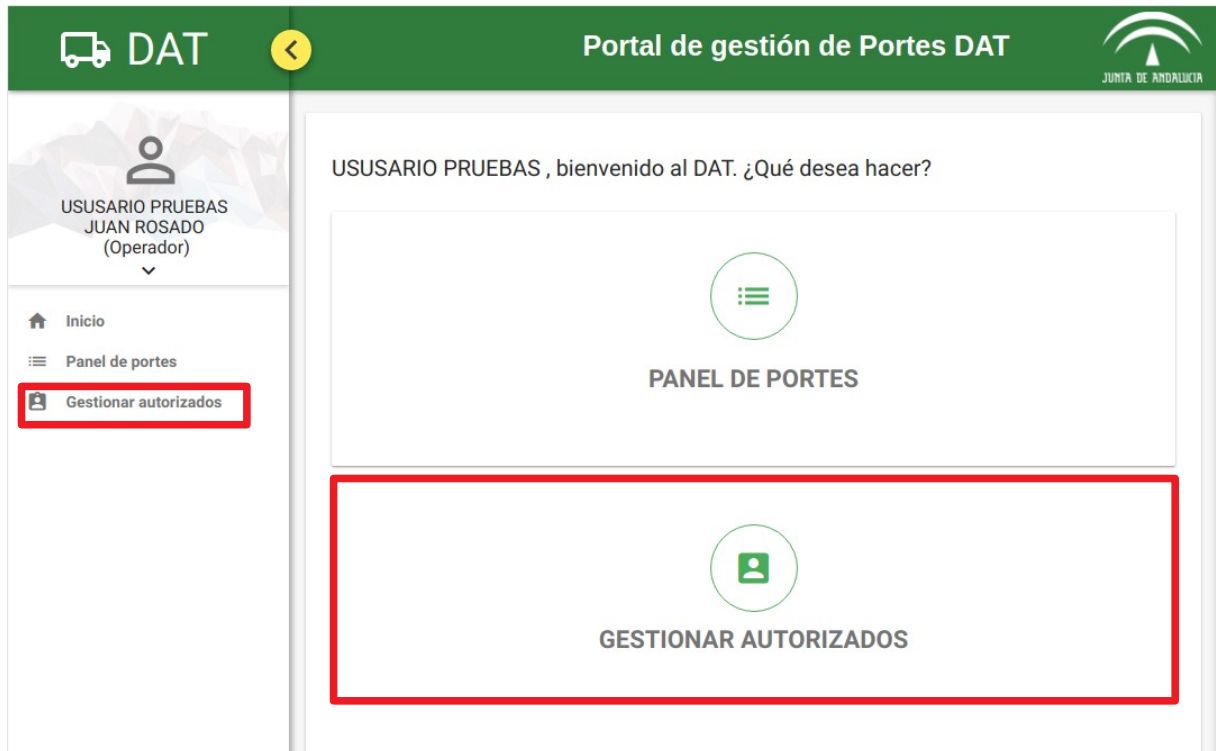 DAT
Portal de gestión de Portes DAT
JUNTA DE ANDALUCIA
USUSARIO PRUEBAS
JUAN ROSADO
(Operador)
Inicio
Panel de portes
Gestionar autorizados
USUSARIO PRUEBAS , bienvenido al DAT. ¿Qué desea hacer?
PANEL DE PORTES
GESTIONAR AUTORIZADOS